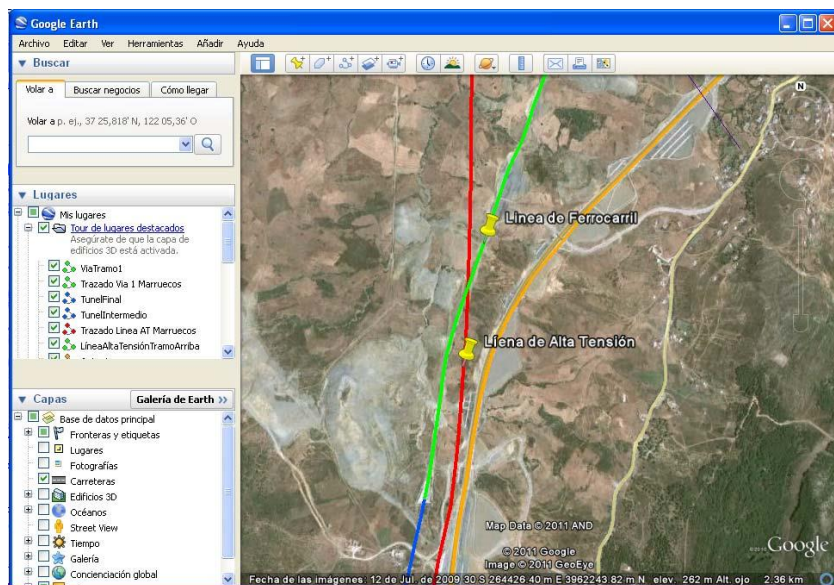 Google Earth
Archivo Editar Ver Herramientas Añadir Ayuda
Buscar
Volar a Buscar negocios Cómo llegar
Volar a p. ej., 37 25,818' N, 122 05,36' O
Lugares
Mis lugares
Tour de lugares destacados
Asegúrate de que la capa de
edificios 3D está activada.
ViaTramo1
Trazado Via 1 Marruecos
TunelFinal
TunelIntermedio
Trazado Linea AT Marruecos
LíneaAltaTensiónTramoArriba
Capas Galería de Earth >>
Base de datos principal
Fronteras y etiquetas
Lugares
Fotografías
Carreteras
Edificios 3D
Océanos
Street View
Tiempo
Galería
Concienciación global
N
Linea de Ferrocarril
Liena de Alta Tensión
Map Data © 2011 AND
© 2011 Google
Image © 2011 GeoEye
Google
Fecha de las imágenes: 12 de Jul, de 2009 30 S 264426.40 m E 3962243.82 m N elev. 262 m Alt. ojo 2.36 km